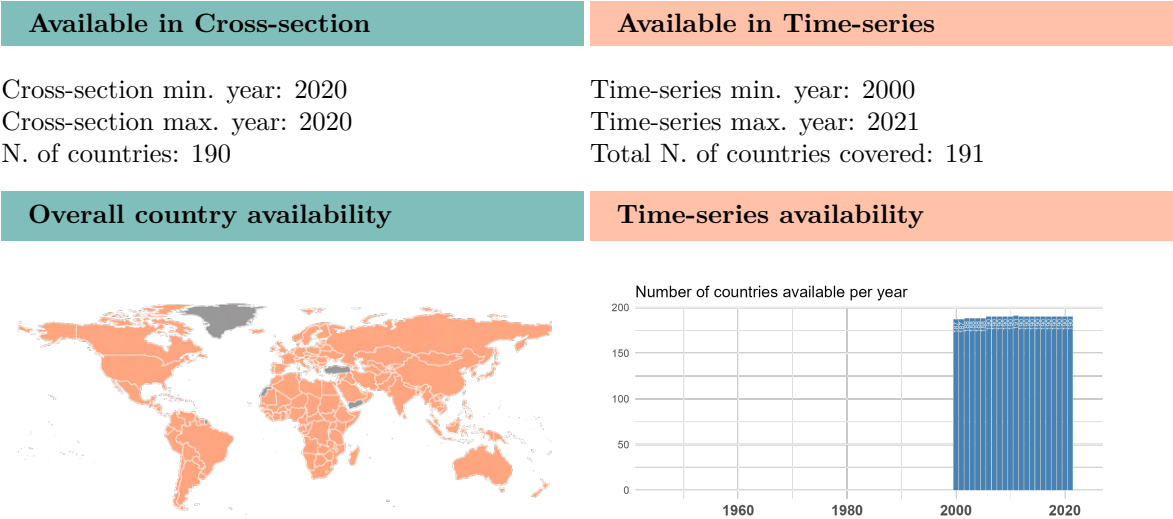 Available in Cross-section
Available in Time-series
Cross-section min. year: 2020
Cross-section max. year: 2020
N. of countries: 190
Time-series min. year: 2000
Time-series max. year: 2021
Total N. of countries covered: 191
Overall country availability
Time-series availability
Number of countries available per year
200
150
100
50
0
1960 1980 2000 2020